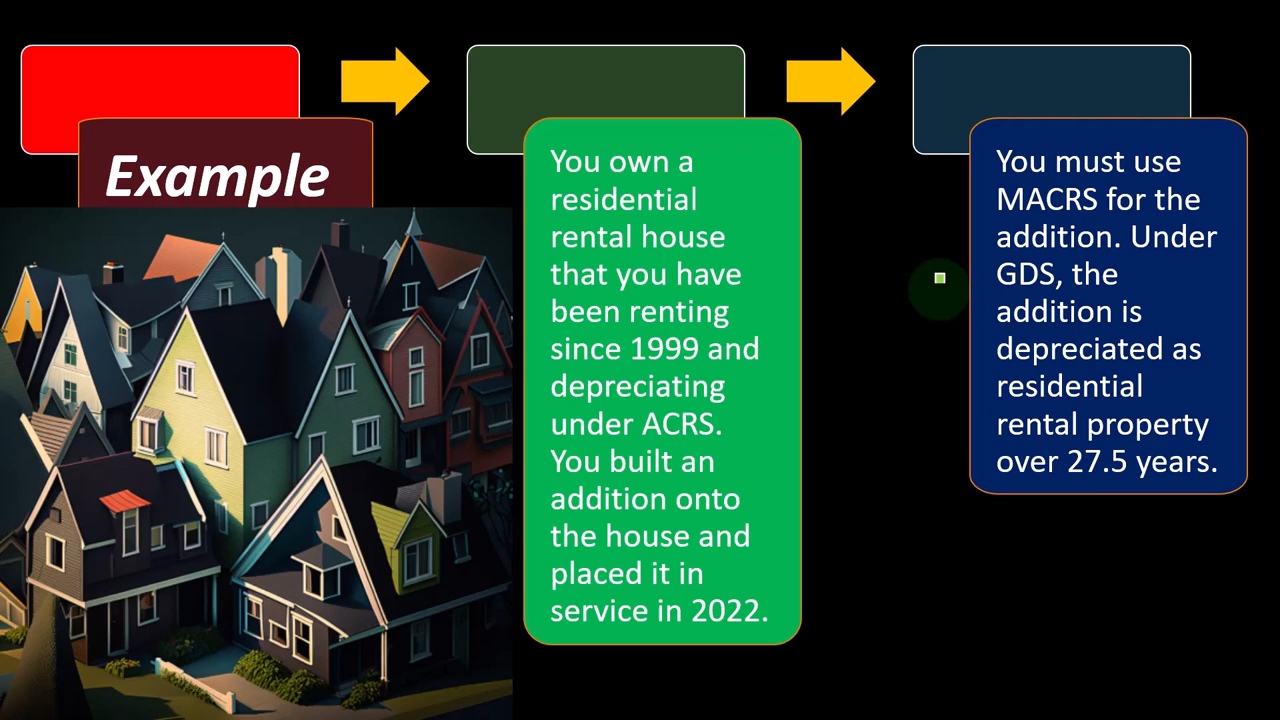 Example
You own a
residential
rental house
that you have
been renting
since 1999 and
depreciating
under ACRS.
You built an
addition onto
the house and
placed it in
service in 2022.
You must use
MACRS for the
addition. Under
GDS, the
addition is
depreciated as
residential
rental property
over 27.5 years.